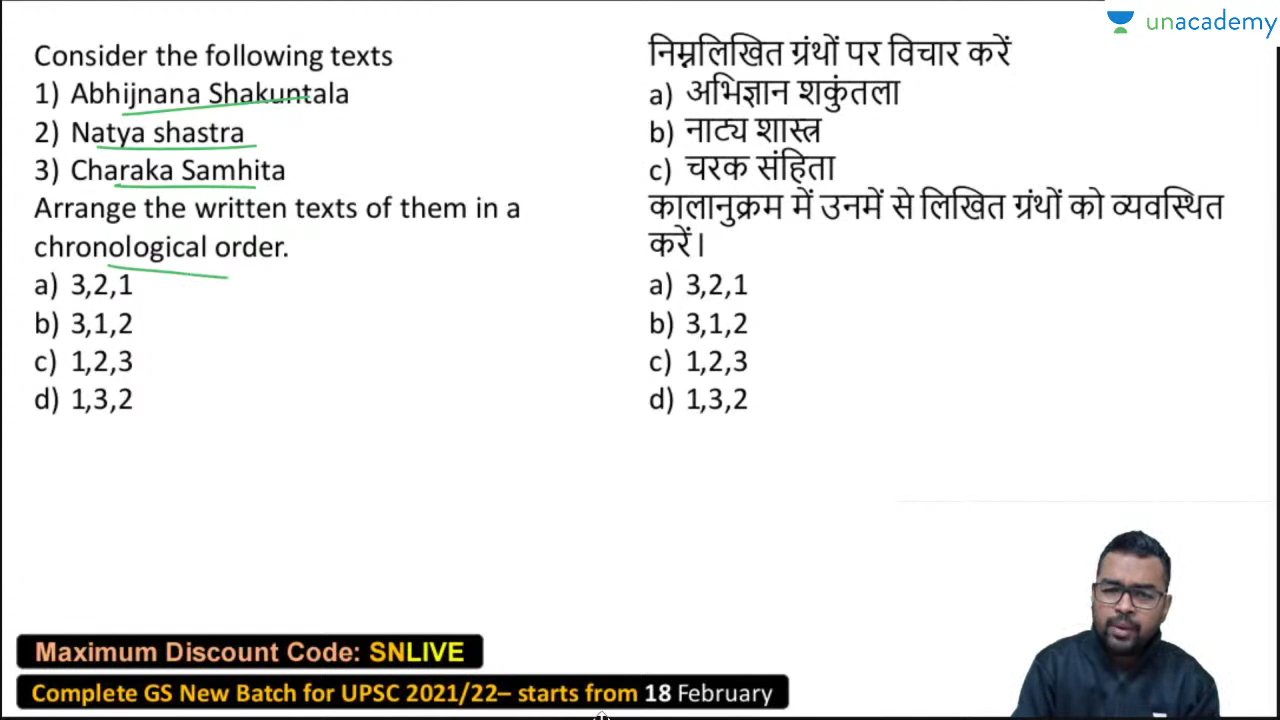 unacademy
Consider the following texts
1) Abhijnana Shakuntala
2) Natya shastra
3) Charaka Samhita
Arrange the written texts of them in a
chronological order.
a) 3,2,1
b) 3,1,2
c) 1,2,3
d) 1,3,2
निम्नलिखित ग्रंथों पर विचार करें
a) अभिज्ञान शकुंतला
b) नाट्य शास्त्र
c) चरक संहिता
कालानुक्रम में उनमें से लिखित ग्रंथों को व्यवस्थित
करें।
a) 3,2,1
b) 3,1,2
c) 1,2,3
d) 1,3,2
Maximum Discount Code: SNLIVE
Complete GS New Batch for UPSC 2021/22– starts from 18 February